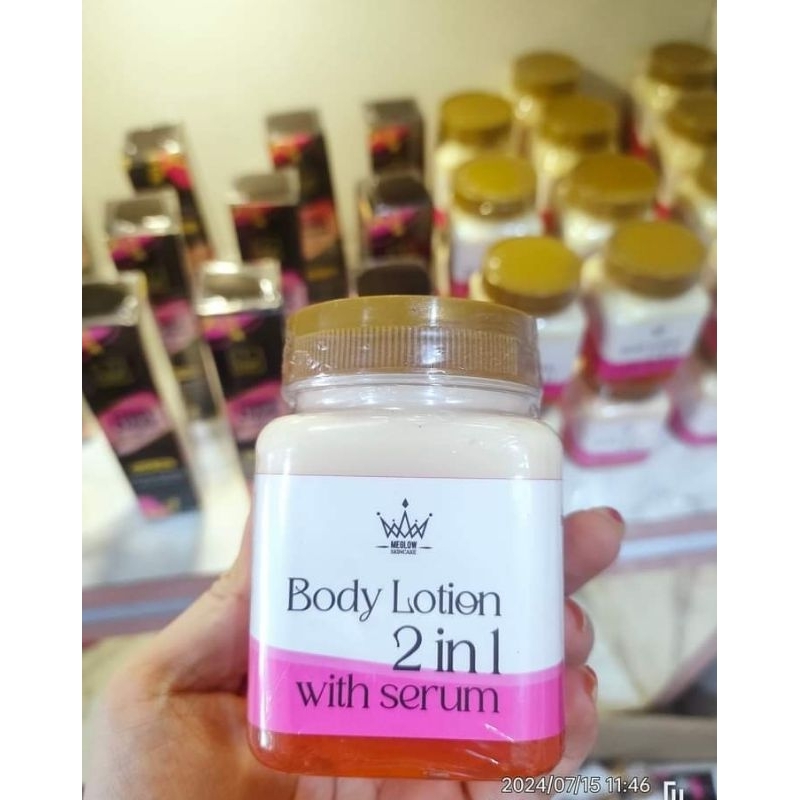 MEGLOW
SKINCARE
Body Lotion
2 in 1
with serum
2024/07/15 11:46